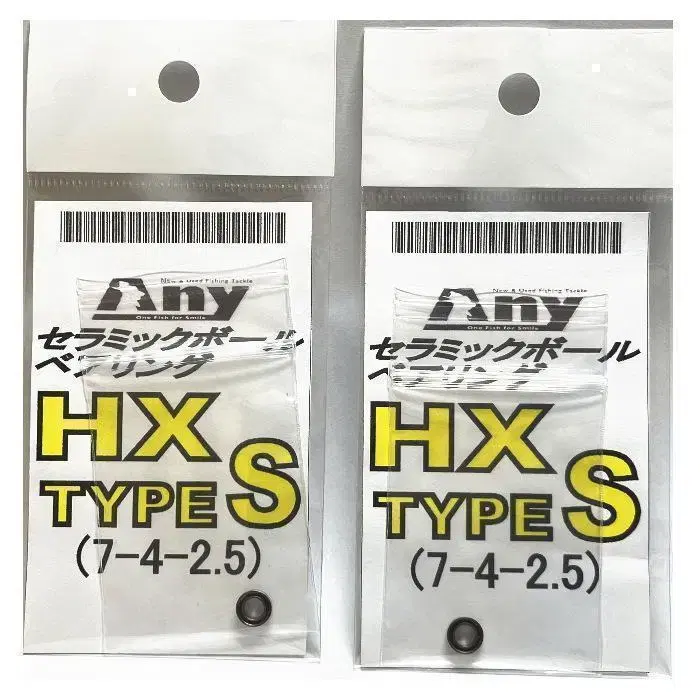 New & Used Fishing Tackle
Any
One Fish for Smile
セラミックボール
ベアリング
HX
TYPE S
(7-4-2.5)
New & Used Fishing Tackle
Any
One Fish for Smile
セラミックボール
ベアリング
HX
TYPE S
(7-4-2.5)